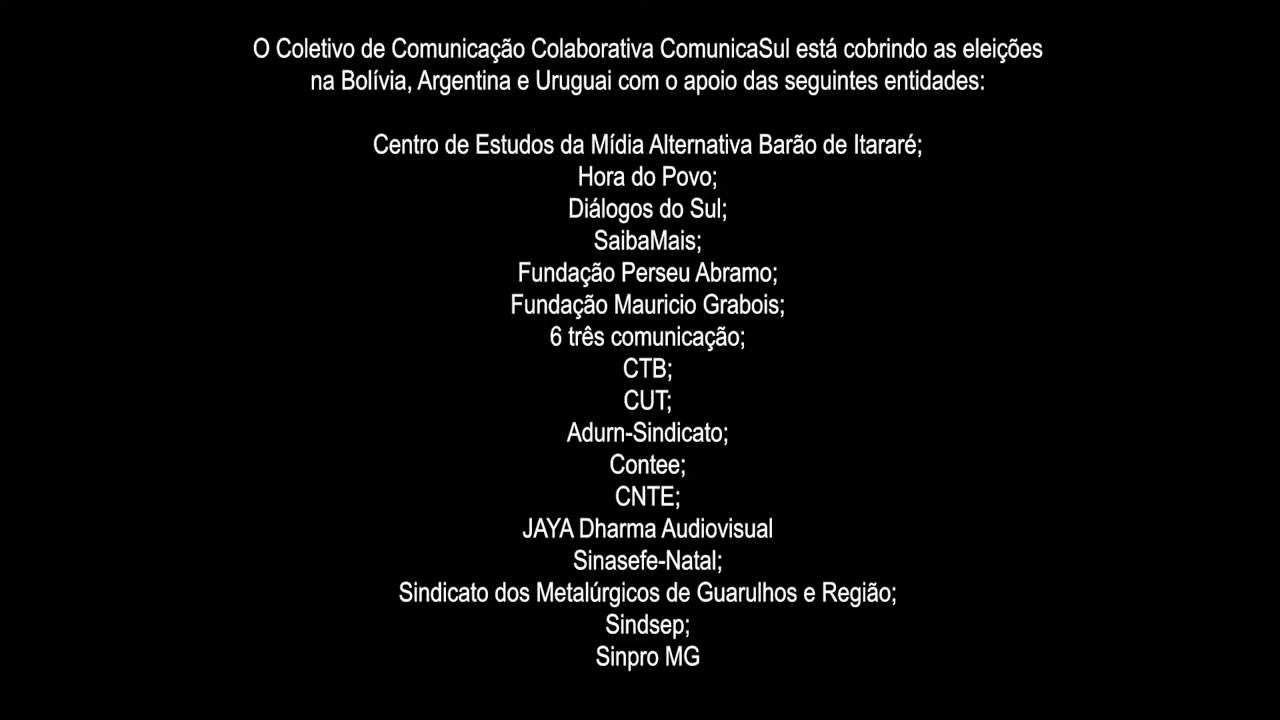 O Coletivo de Comunicação Colaborativa ComunicaSul está cobrindo as eleições
na Bolívia, Argentina e Uruguai com o apoio das seguintes entidades:
Centro de Estudos da Mídia Alternativa Barão de Itararé;
Hora do Povo;
Diálogos do Sul;
SaibaMais;
Fundação Perseu Abramo;
Fundação Mauricio Grabois;
6 três comunicação;
CTB;
CUT;
Adurn-Sindicato;
Contee;
CNTE;
JAYA Dharma Audiovisual
Sinasefe-Natal;
Sindicato dos Metalúrgicos de Guarulhos e Região;
Sindsep;
Sinpro MG